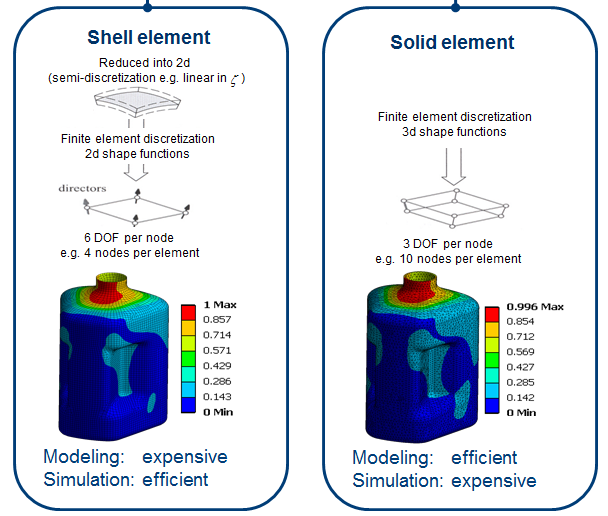 Shell element
Reduced into 2d
(semi-discretization e.g. linear in ζ )
Finite element discretization
2d shape functions
directors
6 DOF per node
e.g. 4 nodes per element
1 Max
0.857
0.714
0.571
0.429
0.286
0.143
0 Min
Modeling: expensive
Simulation: efficient
Solid element
Finite element discretization
3d shape functions
3 DOF per node
e.g. 10 nodes per element
0.996 Max
0.854
0.712
0.569
0.427
0.285
0.142
0 Min
Modeling: efficient
Simulation: expensive